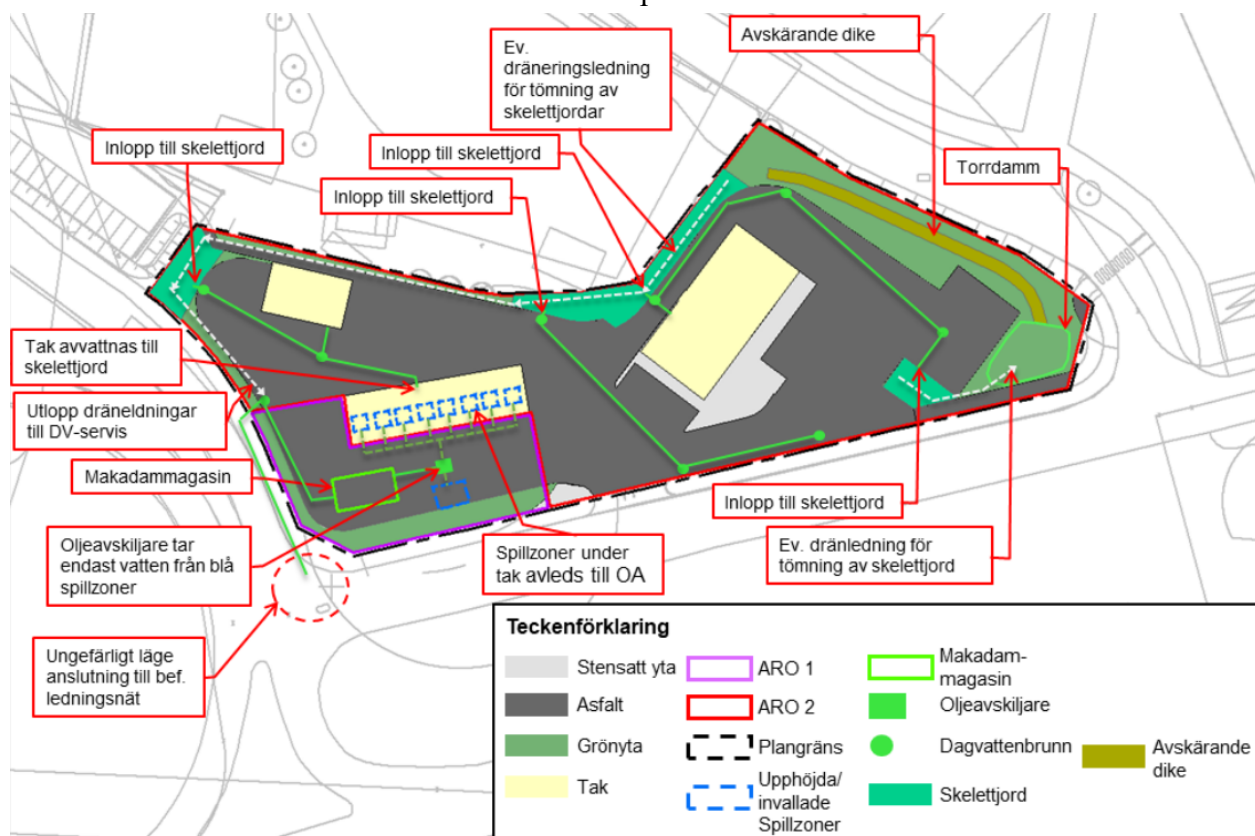 Avskärande dike
Ev.
dräneringsledning
för tömning av
skelettjordar
Inlopp till skelettjord
Inlopp till skelettjord
Torrdamm
Inlopp till skelettjord
Tak avvattnas till
skelettjord
Utlopp dräneldningar
till DV-servis
Makadammagasin
Oljeavskiljare tar
endast vatten från blå
spillzoner
Spillzoner under
tak avleds till OA
Inlopp till skelettjord
Ev. dränledning för
tömning av skelettjord
Ungefärligt läge
anslutning till bef.
ledningsnät
Teckenförklaring
Stensatt yta
Asfalt
Grönyta
Tak
ARO 1
ARO 2
Plangräns
Upphöjda/
invallade
Spillzoner
Makadam-
magasin
Oljeavskiljare
Dagvattenbrunn
Skelettjord
Avskärande
dike